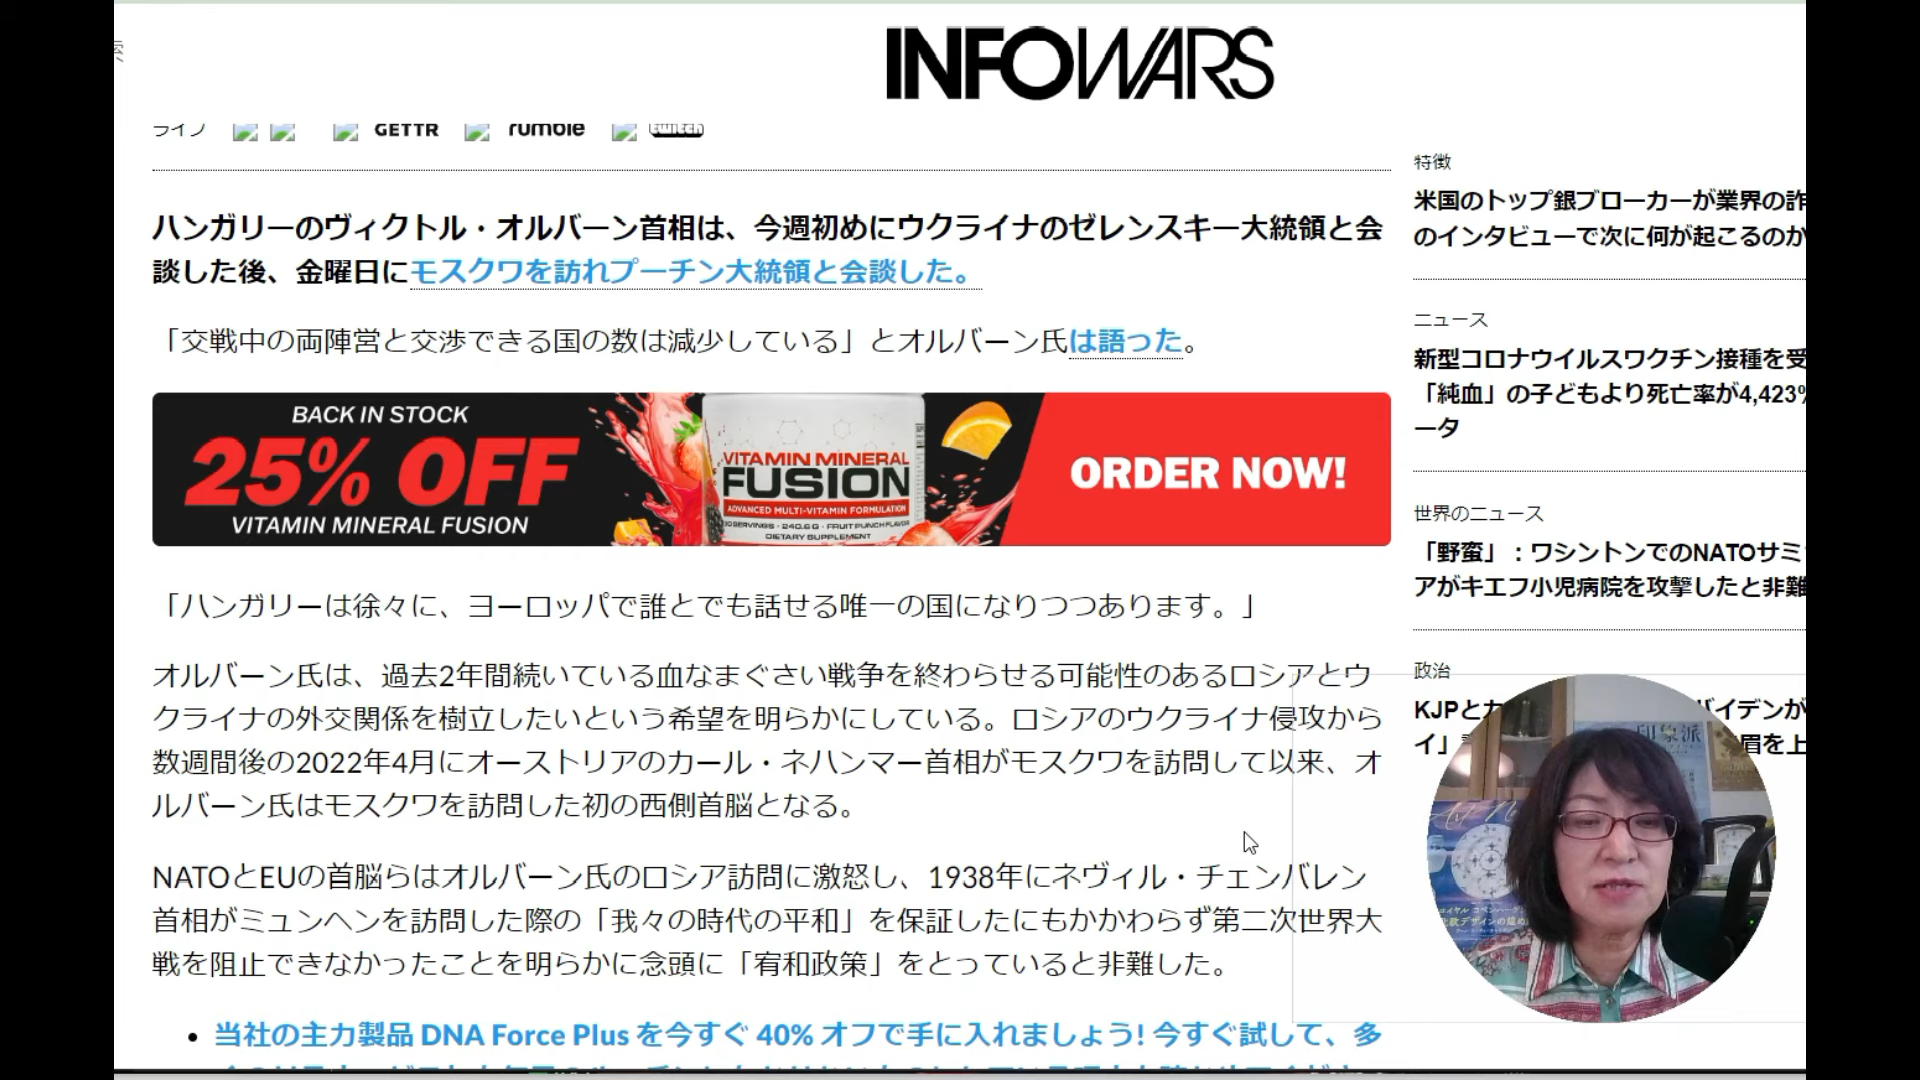 索
INFOWARS
ライブ GETTR rumble twitch
ハンガリーのヴィクトル・オルバーン首相は、今週初めにウクライナのゼレンスキー大統領と会
談した後、金曜日にモスクワを訪れプーチン大統領と会談した。
「交戦中の両陣営と交渉できる国の数は減少している」とオルバーン氏は語った。
BACK IN STOCK
25% OFF
VITAMIN MINERAL FUSION
VITAMIN MINERAL
FUSION
ADVANCED MULTI-VITAMIN FORMULATION
30 SERVINGS · 240.6 G · FRUIT PUNCH FLAVOR
DIETARY SUPPLEMENT
ORDER NOW!
「ハンガリーは徐々に、ヨーロッパで誰とでも話せる唯一の国になりつつあります。」
オルバーン氏は、過去2年間続いている血なまぐさい戦争を終わらせる可能性のあるロシアとウ
クライナの外交関係を樹立したいという希望を明らかにしている。ロシアのウクライナ侵攻から
数週間後の2022年4月にオーストリアのカール・ネハンマー首相がモスクワを訪問して以来、オ
ルバーン氏はモスクワを訪問した初の西側首脳となる。
NATOとEUの首脳らはオルバーン氏のロシア訪問に激怒し、1938年にネヴィル・チェンバレン
首相がミュンヘンを訪問した際の「我々の時代の平和」を保証したにもかかわらず第二次世界大
戦を阻止できなかったことを明らかに念頭に「宥和政策」をとっていると非難した。
• 当社の主力製品 DNA Force Plus を今すぐ 40% オフで手に入れましょう! 今すぐ試して、多
特徴
米国のトップ銀ブローカーが業界の詐
のインタビューで次に何が起こるのか
ニュース
新型コロナウイルスワクチン接種を受
「純血」の子どもより死亡率が4,423%
ータ
世界のニュース
「野蛮」：ワシントンでのNATOサミ
アがキエフ小児病院を攻撃したと非難
政治
KJPとカ バイデンが
イ」 眉を上
印象派